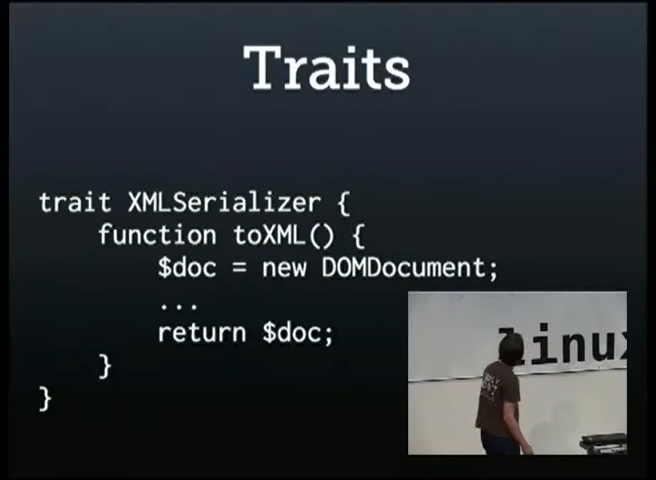 Traits
trait XMLSerializer {
    function toXML() {
        $doc = new DOMDocument;
        ...
        return $doc;
    }
}
linux